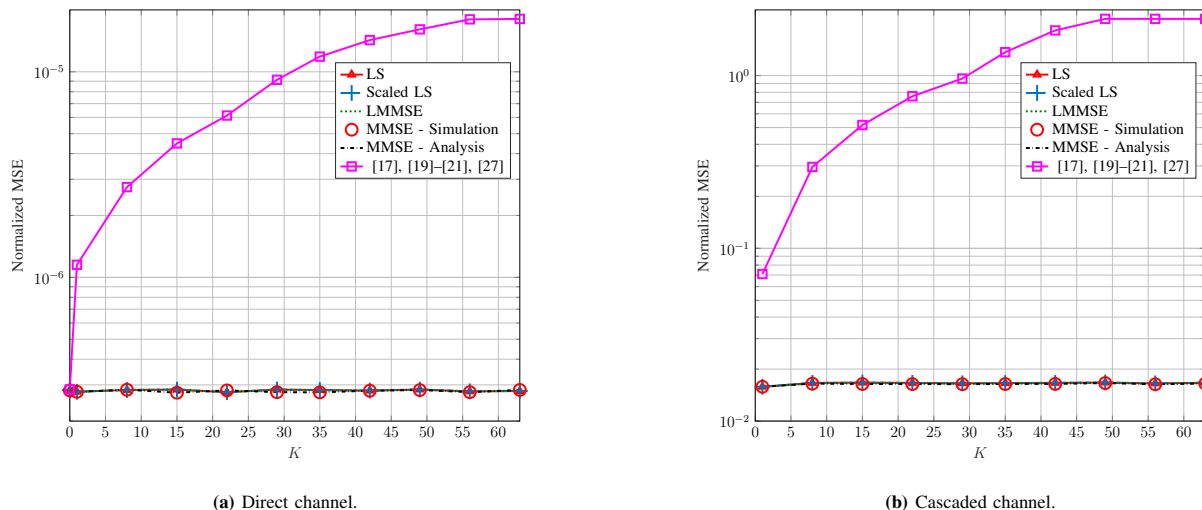 10^{-5}
10^{-6}
Normalized MSE
LS
Scaled LS
LMMSE
MMSE - Simulation
MMSE - Analysis
[17], [19]–[21], [27]
0 5 10 15 20 25 30 35 40 45 50 55 60
K
(a) Direct channel.
10^{0}
10^{-1}
10^{-2}
Normalized MSE
LS
Scaled LS
LMMSE
MMSE - Simulation
MMSE - Analysis
[17], [19]–[21], [27]
0 5 10 15 20 25 30 35 40 45 50 55 60
K
(b) Cascaded channel.